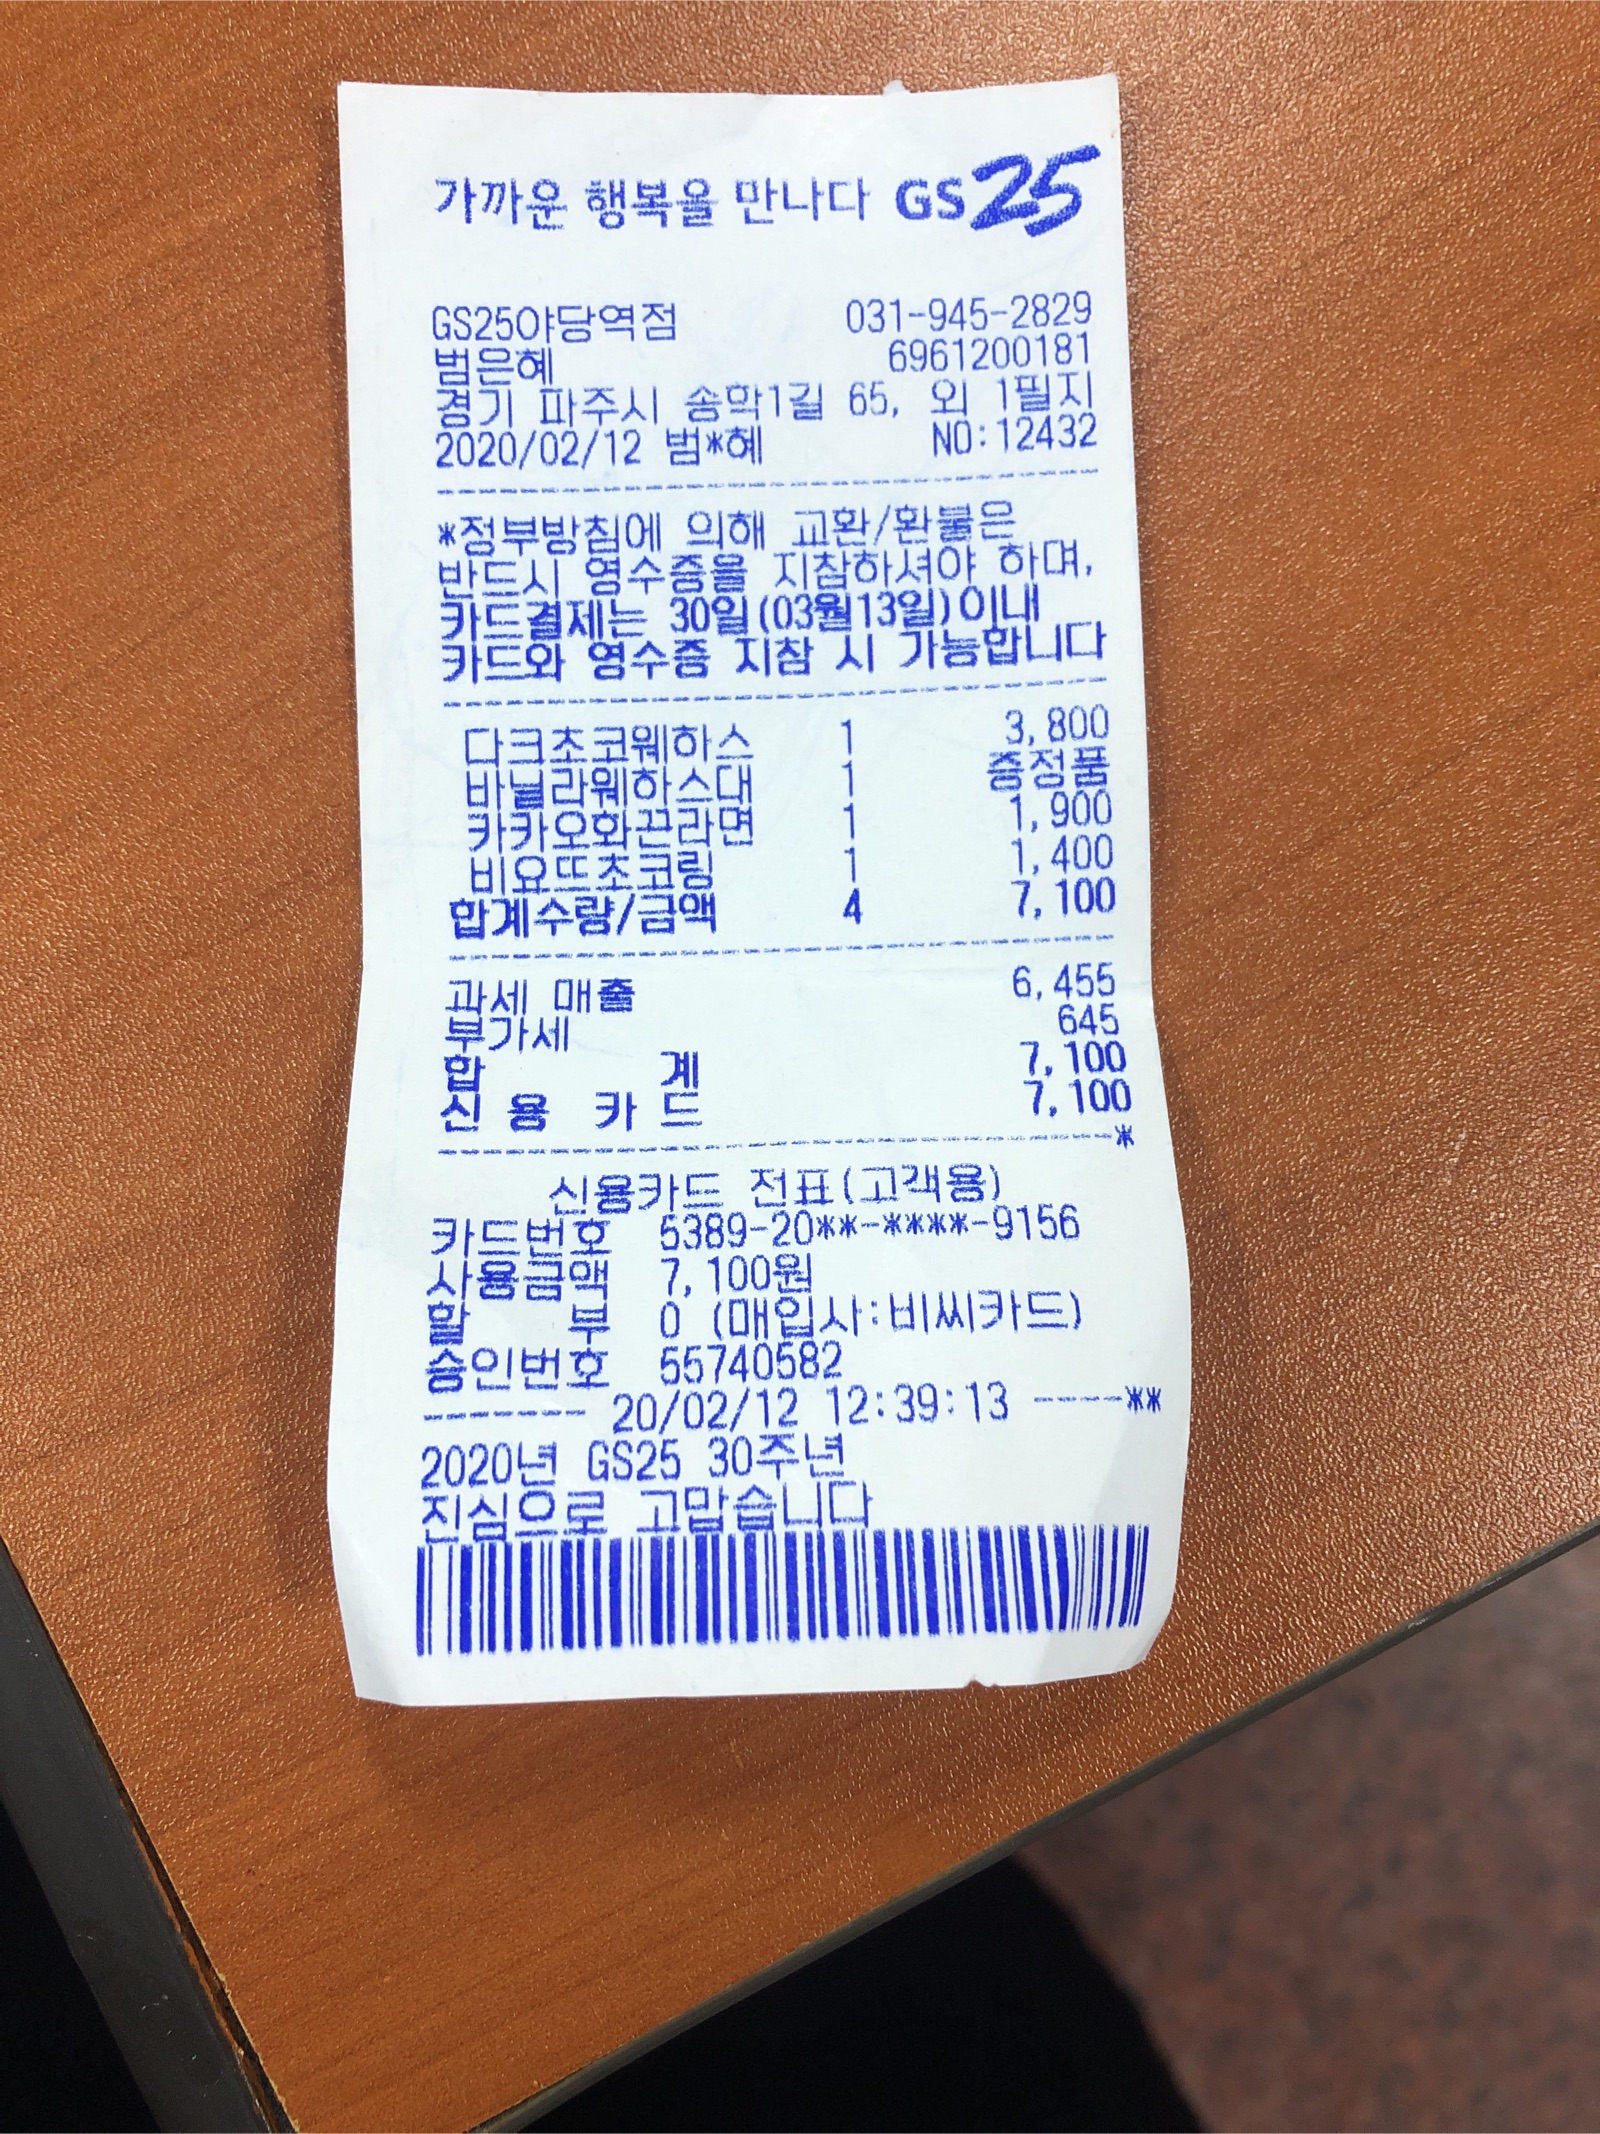 가까운 행복을 만나다 GS25
GS25야당역점 031-945-2829
범은혜 6961200181
경기 파주시 송학1길 65, 외 1필지
2020/02/12 범*혜 NO:12432
*정부방침에 의해 교환/환불은
반드시 영수증을 지참하셔야 하며,
카드결제는 30일(03월13일)이내
카드와 영수증 지참 시 가능합니다
다크초코웨하스 1 3,800
바닐라웨하스대 1 증정품
카카오화끈라면 1 1,900
비요뜨초코링 1 1,400
합계수량/금액 4 7,100
과세 매출 6,455
부가세 645
합 계 7,100
신 용 카 드 7,100
*
신용카드 전표(고객용)
카드번호 5389-20**-****-9156
사용금액 7,100원
할 부 0 (매입사:비씨카드)
승인번호 55740582
------- 20/02/12 12:39:13 ----**
2020년 GS25 30주년
진심으로 고맙습니다